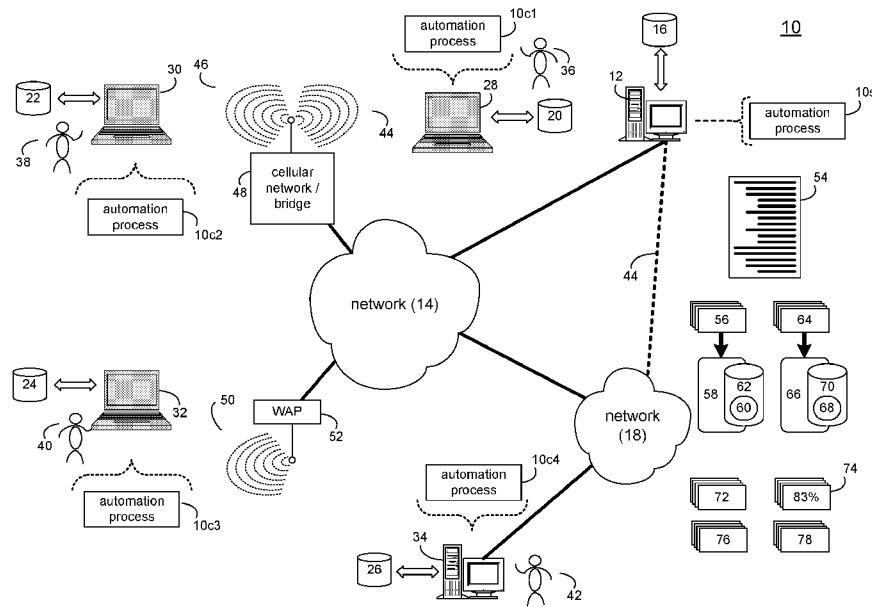 10
automation
process
10c1
36
16
12
10s
automation
process
30
46
22
38
28
44
20
48
cellular
network /
bridge
automation
process
10c2
54
44
network (14)
56
64
58
62
60
66
70
68
24
32
40
50
WAP
52
network
(18)
automation
process
10c3
automation
process
10c4
72
83%
74
76
78
34
26
42